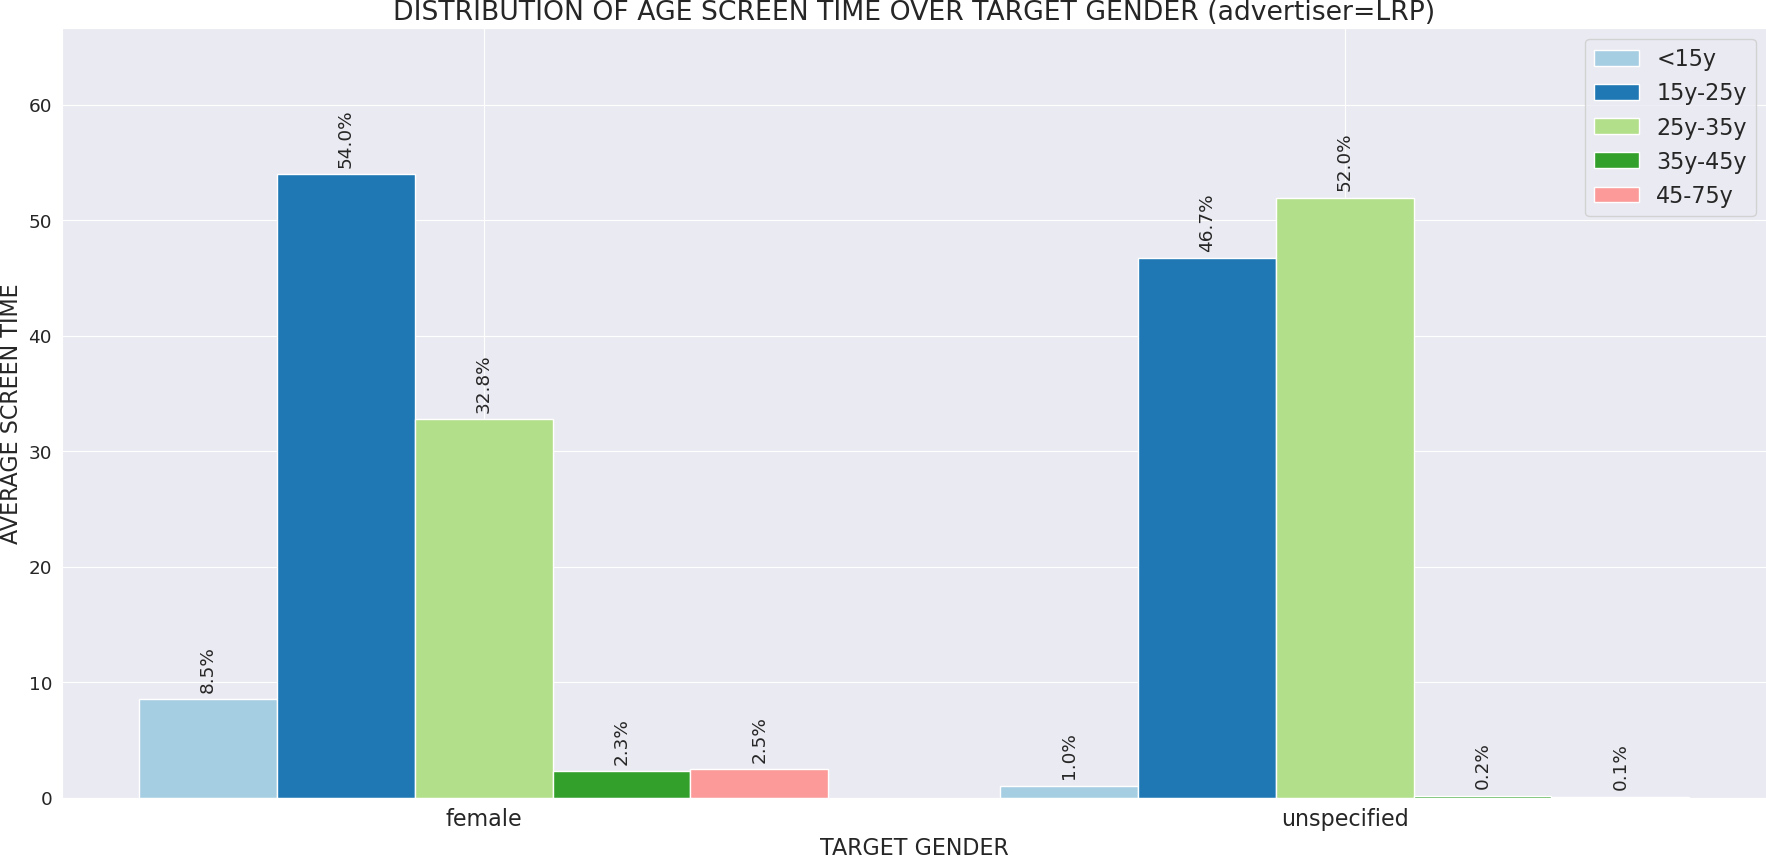 DISTRIBUTION OF AGE SCREEN TIME OVER TARGET GENDER (advertiser=LRP)
<15y
15y-25y
25y-35y
35y-45y
45-75y
AVERAGE SCREEN TIME
60
50
40
30
20
10
0
8.5%
54.0%
32.8%
2.3%
2.5%
1.0%
46.7%
52.0%
0.2%
0.1%
female
unspecified
TARGET GENDER